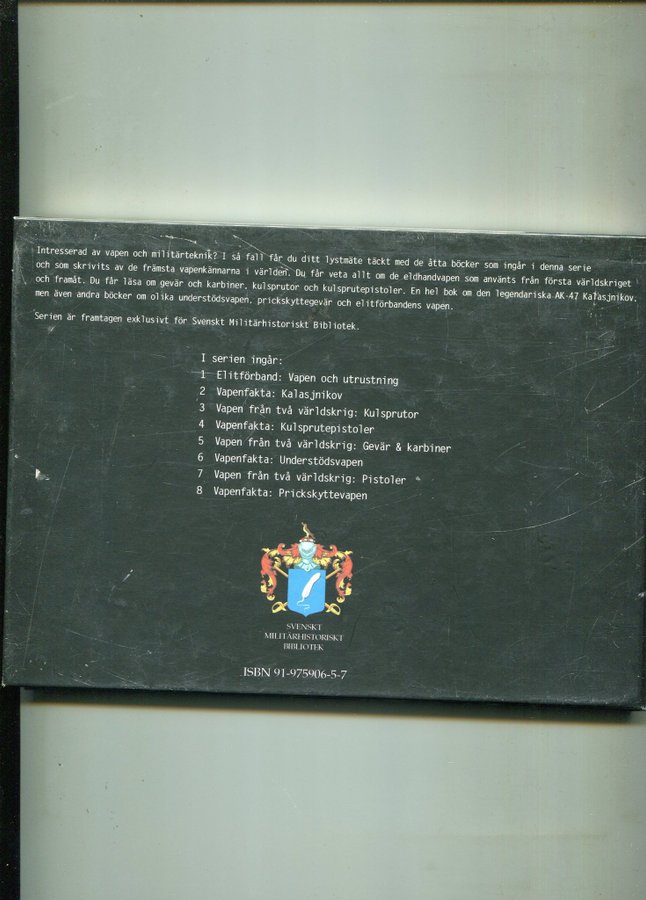 Intresserad av vapen och militärteknik? I så fall får du ditt lystmäte täckt med de åtta böcker som ingår i denna serie
och som skrivits av de främsta vapenkännarna i världen. Du får veta allt om de eldhandvapen som använts från första världskriget
och framåt. Du får läsa om gevär och karbiner, kulsprutor och kulsprutepistoler. En hel bok om den legendariska AK-47 Kalasjnikov,
men även andra böcker om olika understödsvapen, prickskyttegevär och elitförbandens vapen.
Serien är framtagen exklusivt för Svenskt Militärhistoriskt Bibliotek.
I serien ingår:
1 Elitförband: Vapen och utrustning
2 Vapenfakta: Kalasjnikov
3 Vapen från två världskrig: Kulsprutor
4 Vapenfakta: Kulsprutepistoler
5 Vapen från två världskrig: Gevär & karbiner
6 Vapenfakta: Understödsvapen
7 Vapen från två världskrig: Pistoler
8 Vapenfakta: Prickskyttevapen
SVENSKT
MILITÄRHISTORISKT
BIBLIOTEK
ISBN 91-975906-5-7